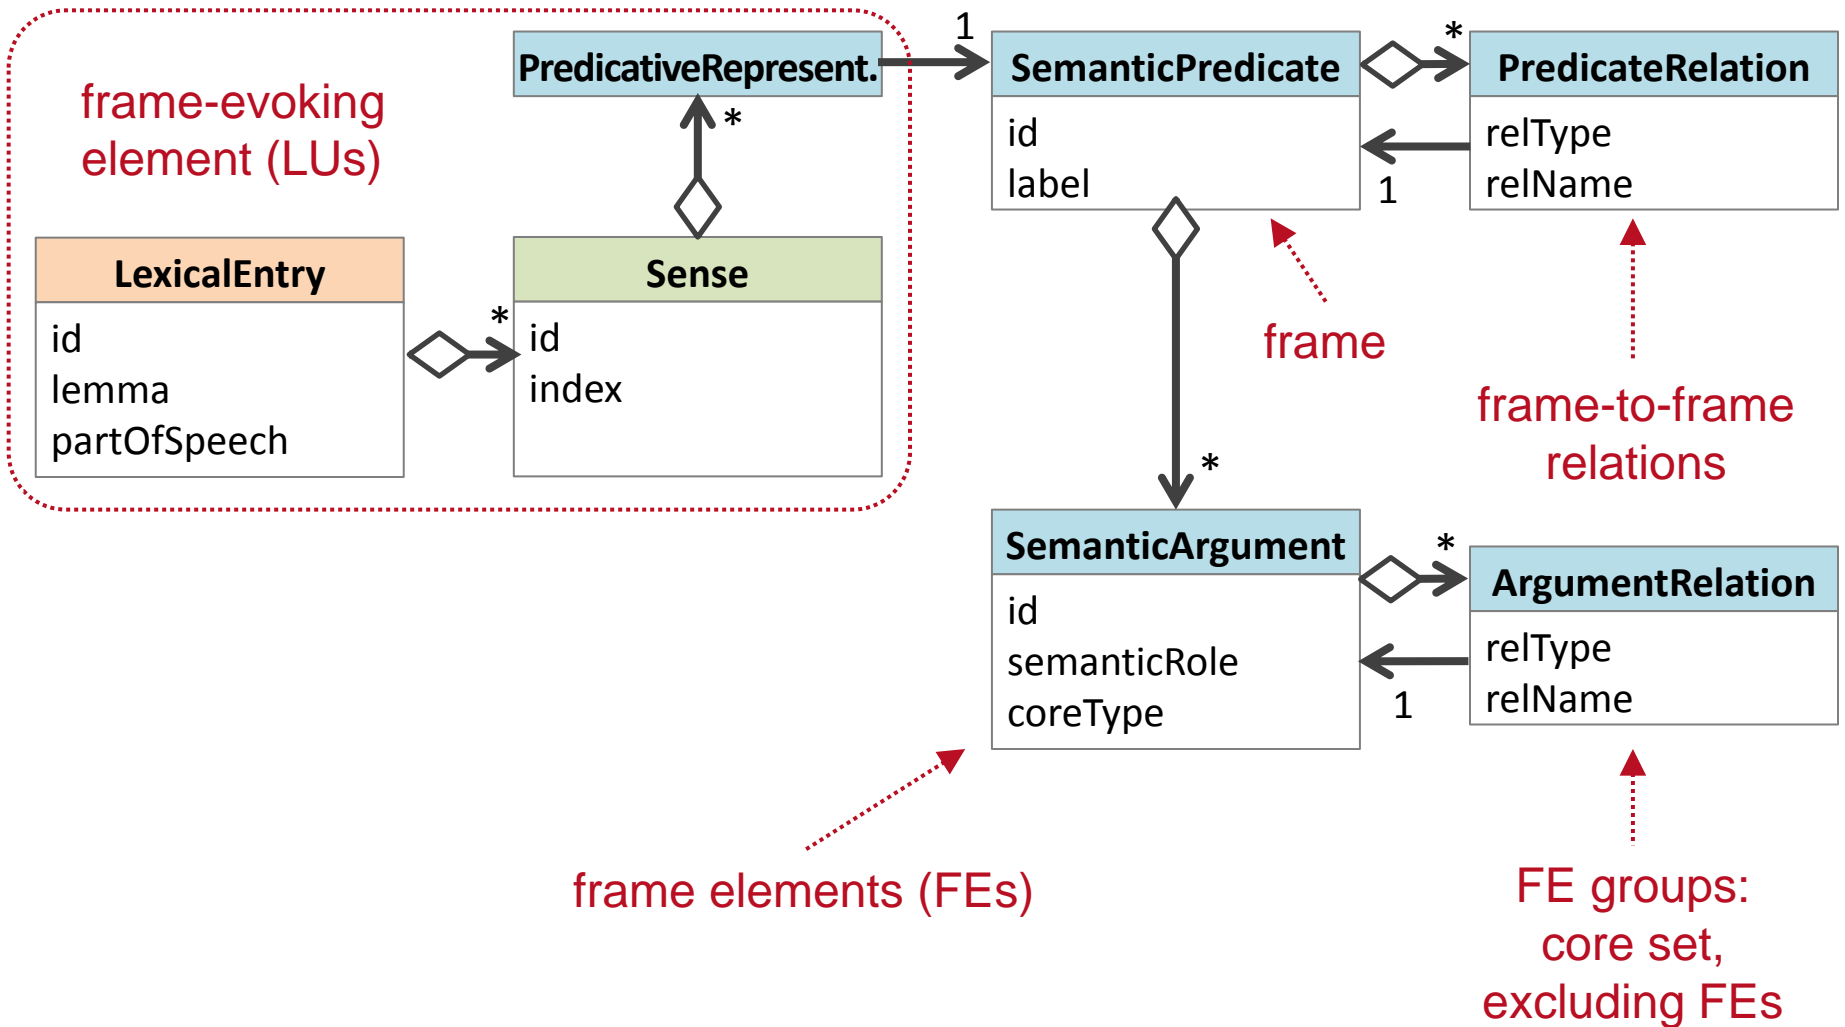 frame-evoking
element (LUs)
PredicativeRepresent.
1
*
LexicalEntry
id
lemma
partOfSpeech
*
Sense
id
index
SemanticPredicate
id
label
*
1
PredicateRelation
relType
relName
frame
frame-to-frame
relations
*
SemanticArgument
id
semanticRole
coreType
*
1
ArgumentRelation
relType
relName
frame elements (FEs)
FE groups:
core set,
excluding FEs